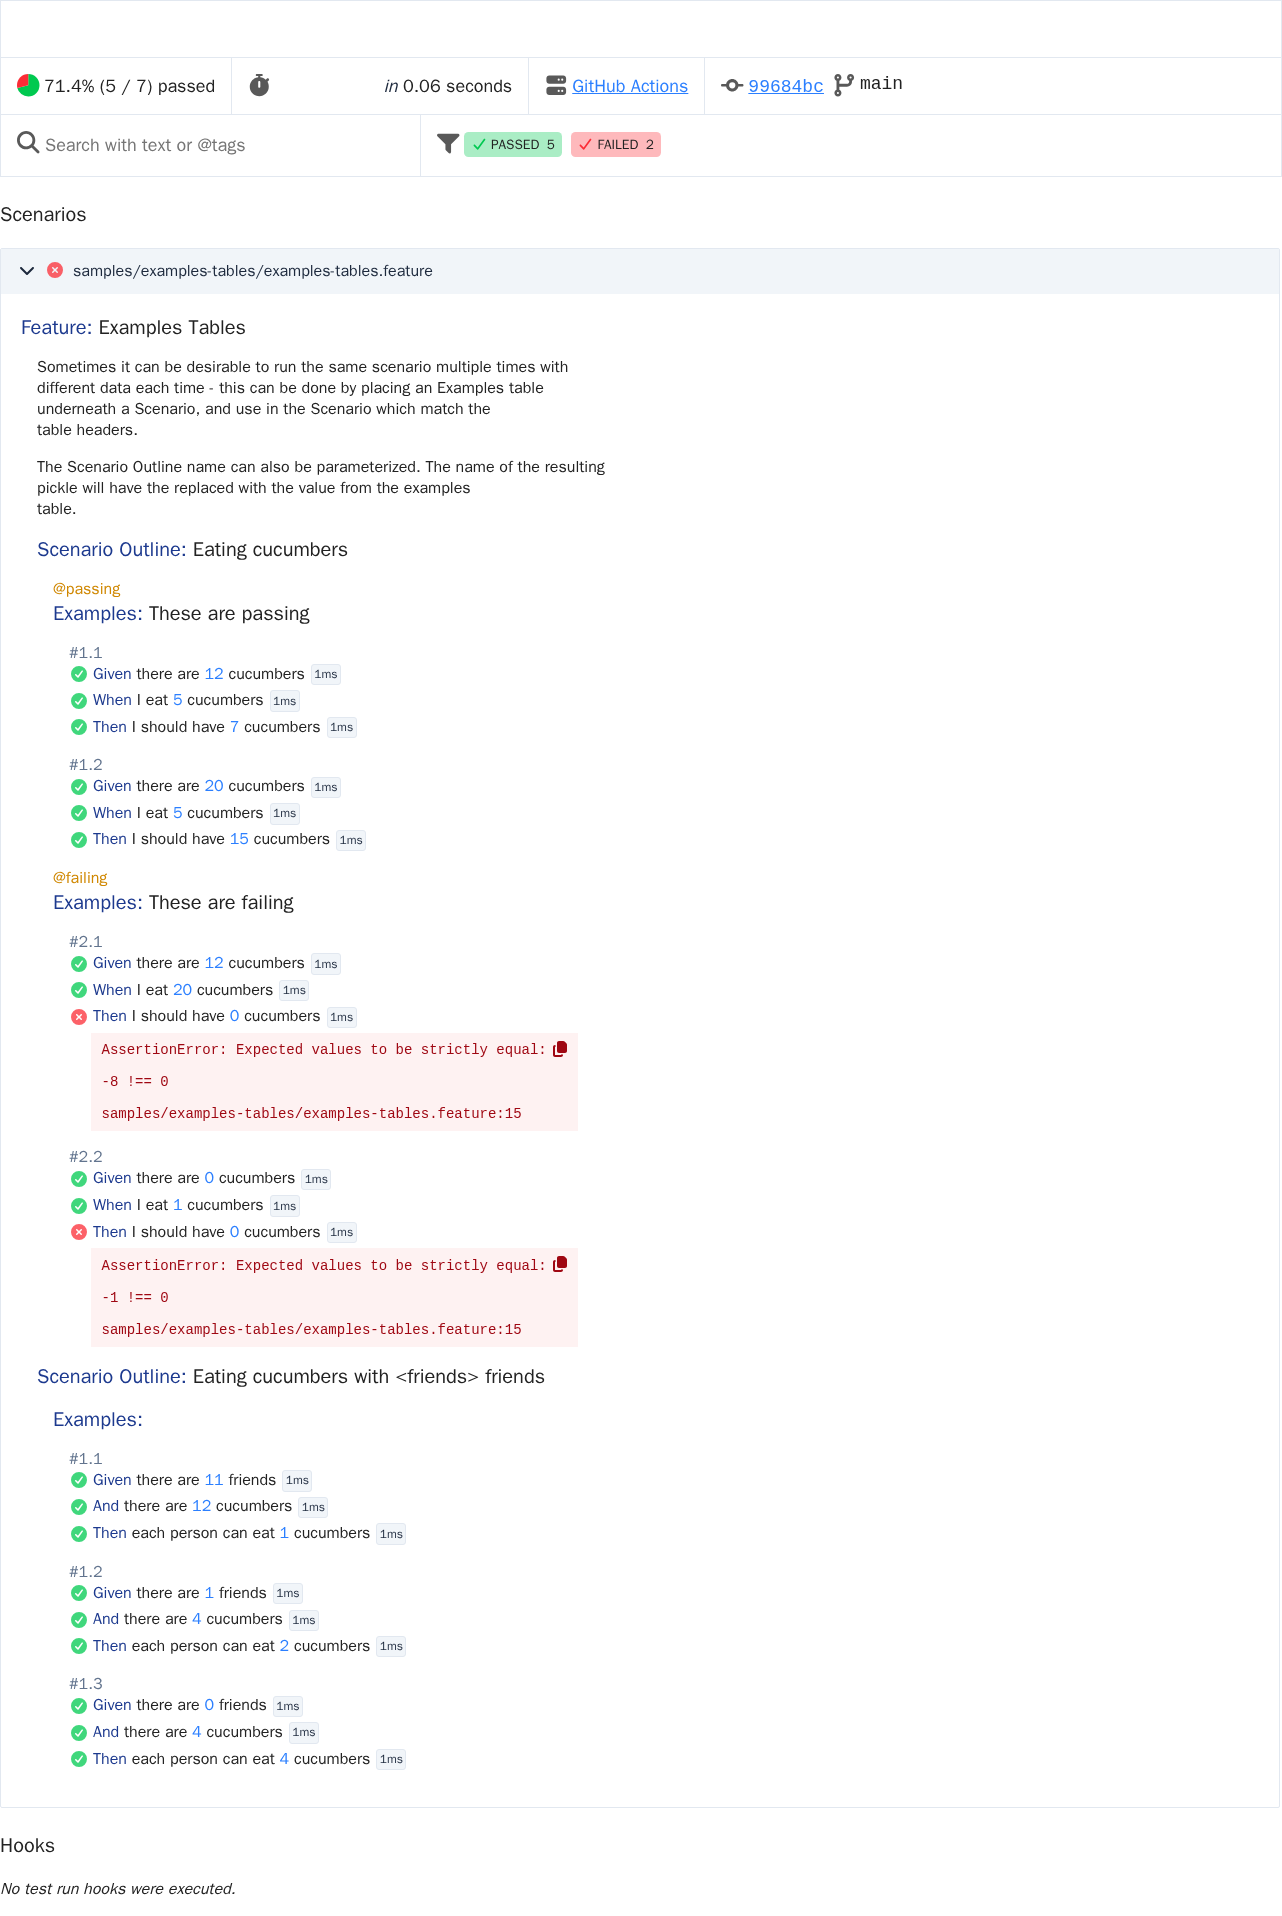 71.4% (5 / 7) passed
in 0.06 seconds
GitHub Actions
99684bc
main
Search with text or @tags
PASSED 5
FAILED 2
Scenarios
samples/examples-tables/examples-tables.feature
Feature: Examples Tables
Sometimes it can be desirable to run the same scenario multiple times with
different data each time - this can be done by placing an Examples table
underneath a Scenario, and use in the Scenario which match the
table headers.
The Scenario Outline name can also be parameterized. The name of the resulting
pickle will have the replaced with the value from the examples
table.
Scenario Outline: Eating cucumbers
@passing
Examples: These are passing
#1.1
Given there are 12 cucumbers 1ms
When I eat 5 cucumbers 1ms
Then I should have 7 cucumbers 1ms
#1.2
Given there are 20 cucumbers 1ms
When I eat 5 cucumbers 1ms
Then I should have 15 cucumbers 1ms
@failing
Examples: These are failing
#2.1
Given there are 12 cucumbers 1ms
When I eat 20 cucumbers 1ms
Then I should have 0 cucumbers 1ms
AssertionError: Expected values to be strictly equal:
-8 !== 0
samples/examples-tables/examples-tables.feature:15
#2.2
Given there are 0 cucumbers 1ms
When I eat 1 cucumbers 1ms
Then I should have 0 cucumbers 1ms
AssertionError: Expected values to be strictly equal:
-1 !== 0
samples/examples-tables/examples-tables.feature:15
Scenario Outline: Eating cucumbers with <friends> friends
Examples:
#1.1
Given there are 11 friends 1ms
And there are 12 cucumbers 1ms
Then each person can eat 1 cucumbers 1ms
#1.2
Given there are 1 friends 1ms
And there are 4 cucumbers 1ms
Then each person can eat 2 cucumbers 1ms
#1.3
Given there are 0 friends 1ms
And there are 4 cucumbers 1ms
Then each person can eat 4 cucumbers 1ms
Hooks
No test run hooks were executed.